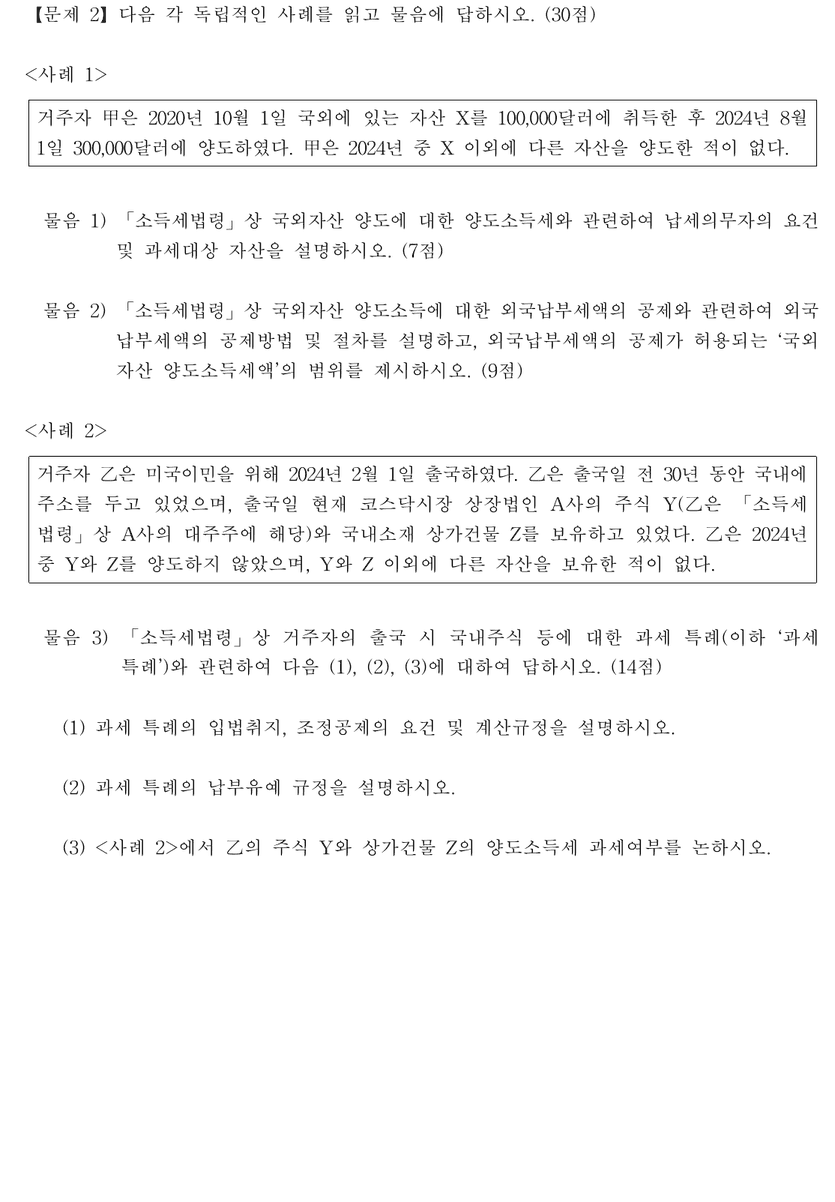 【문제 2】 다음 각 독립적인 사례를 읽고 물음에 답하시오. (30점)
<사례 1>
거주자 甲은 2020년 10월 1일 국외에 있는 자산 X를 100,000달러에 취득한 후 2024년 8월
1일 300,000달러에 양도하였다. 甲은 2024년 중 X 이외에 다른 자산을 양도한 적이 없다.
물음 1) 「소득세법령」상 국외자산 양도에 대한 양도소득세와 관련하여 납세의무자의 요건
및 과세대상 자산을 설명하시오. (7점)
물음 2) 「소득세법령」상 국외자산 양도소득에 대한 외국납부세액의 공제와 관련하여 외국
납부세액의 공제방법 및 절차를 설명하고, 외국납부세액의 공제가 허용되는 ‘국외
자산 양도소득세액’의 범위를 제시하시오. (9점)
<사례 2>
거주자 乙은 미국이민을 위해 2024년 2월 1일 출국하였다. 乙은 출국일 전 30년 동안 국내에
주소를 두고 있었으며, 출국일 현재 코스닥시장 상장법인 A사의 주식 Y(乙은 「소득세
법령」상 A사의 대주주에 해당)와 국내소재 상가건물 Z를 보유하고 있었다. 乙은 2024년
중 Y와 Z를 양도하지 않았으며, Y와 Z 이외에 다른 자산을 보유한 적이 없다.
물음 3) 「소득세법령」상 거주자의 출국 시 국내주식 등에 대한 과세 특례(이하 ‘과세
특례’)와 관련하여 다음 (1), (2), (3)에 대하여 답하시오. (14점)
(1) 과세 특례의 입법취지, 조정공제의 요건 및 계산규정을 설명하시오.
(2) 과세 특례의 납부유예 규정을 설명하시오.
(3) <사례 2>에서 乙의 주식 Y와 상가건물 Z의 양도소득세 과세여부를 논하시오.